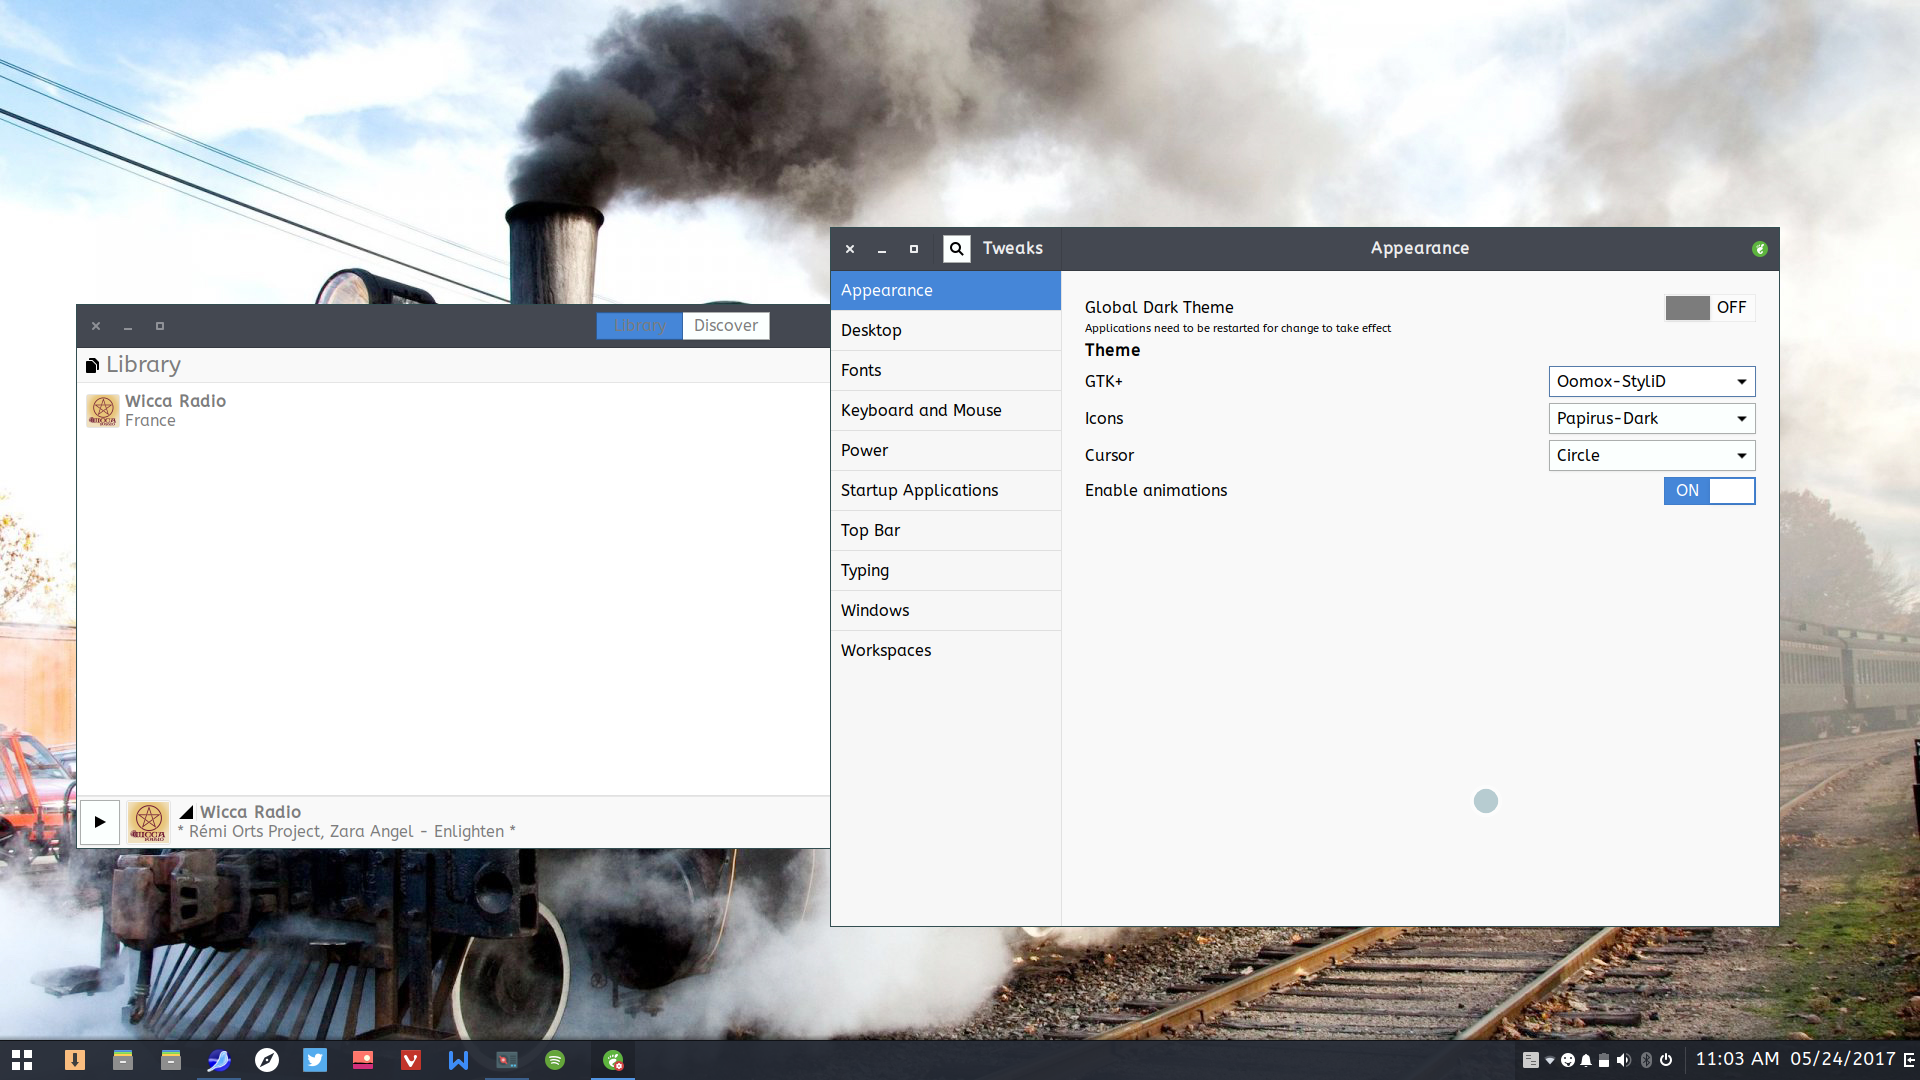 Library Discover
Library
Wicca Radio
France
Wicca Radio
* Rémi Orts Project, Zara Angel - Enlighten *
Tweaks
Appearance
Appearance
Desktop
Fonts
Keyboard and Mouse
Power
Startup Applications
Top Bar
Typing
Windows
Workspaces
Global Dark Theme
OFF
Applications need to be restarted for change to take effect
Theme
GTK+
Oomox-StyliD
Icons
Papirus-Dark
Cursor
Circle
Enable animations
ON
11:03 AM 05/24/2017